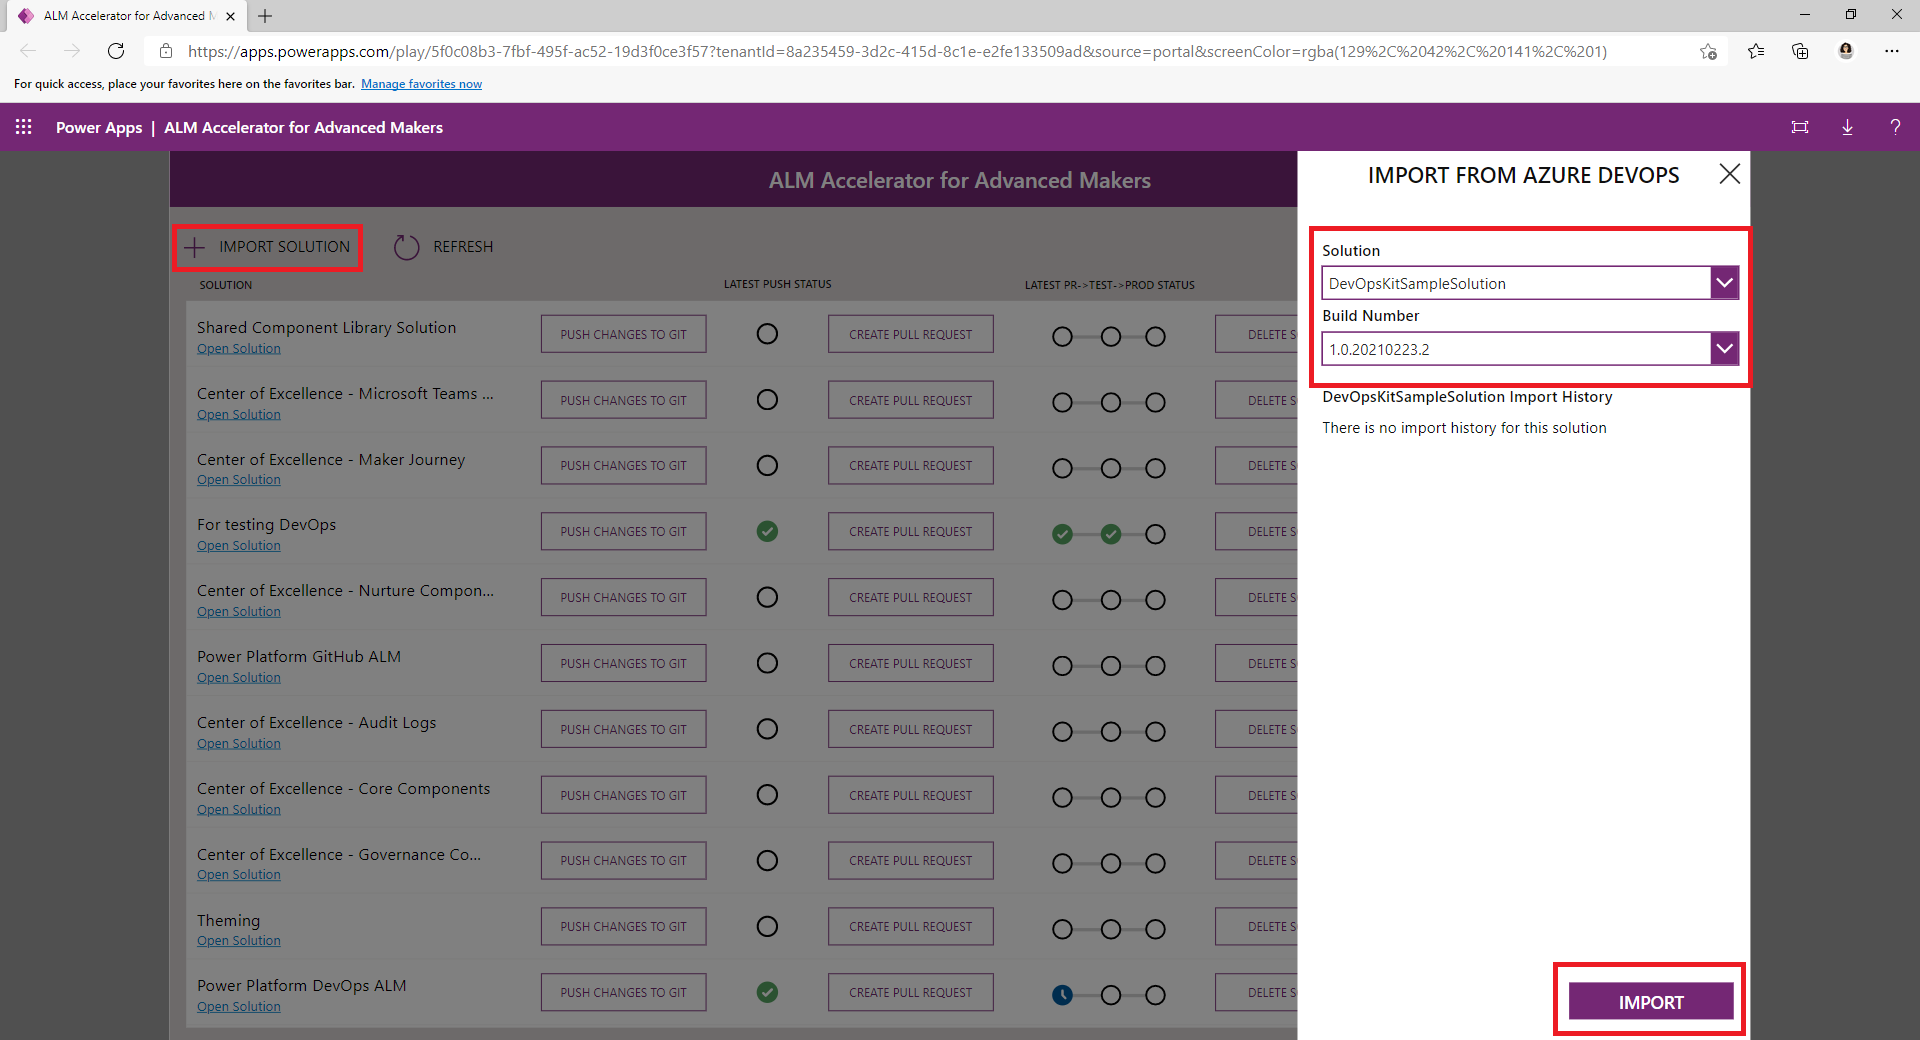 ALM Accelerator for Advanced M
https://apps.powerapps.com/play/5f0c08b3-7fbf-495f-ac52-19d3f0ce3f57?tenantId=8a235459-3d2c-415d-8c1e-e2fe133509ad&source=portal&screenColor=rgba(129%2C%2042%2C%20141%2C%201)
For quick access, place your favorites here on the favorites bar. Manage favorites now
Power Apps | ALM Accelerator for Advanced Makers
ALM Accelerator for Advanced Makers
IMPORT SOLUTION REFRESH
SOLUTION LATEST PUSH STATUS LATEST PR->TEST->PROD STATUS
Shared Component Library Solution PUSH CHANGES TO GIT CREATE PULL REQUEST DELETE S
Open Solution
Center of Excellence - Microsoft Teams ... PUSH CHANGES TO GIT CREATE PULL REQUEST DELETE S
Open Solution
Center of Excellence - Maker Journey PUSH CHANGES TO GIT CREATE PULL REQUEST DELETE S
Open Solution
For testing DevOps PUSH CHANGES TO GIT CREATE PULL REQUEST DELETE S
Open Solution
Center of Excellence - Nurture Compon... PUSH CHANGES TO GIT CREATE PULL REQUEST DELETE S
Open Solution
Power Platform GitHub ALM PUSH CHANGES TO GIT CREATE PULL REQUEST DELETE S
Open Solution
Center of Excellence - Audit Logs PUSH CHANGES TO GIT CREATE PULL REQUEST DELETE S
Open Solution
Center of Excellence - Core Components PUSH CHANGES TO GIT CREATE PULL REQUEST DELETE S
Open Solution
Center of Excellence - Governance Co... PUSH CHANGES TO GIT CREATE PULL REQUEST DELETE S
Open Solution
Theming PUSH CHANGES TO GIT CREATE PULL REQUEST DELETE S
Open Solution
Power Platform DevOps ALM PUSH CHANGES TO GIT CREATE PULL REQUEST DELETE S
Open Solution
IMPORT FROM AZURE DEVOPS
Solution
DevOpsKitSampleSolution
Build Number
1.0.20210223.2
DevOpsKitSampleSolution Import History
There is no import history for this solution
IMPORT